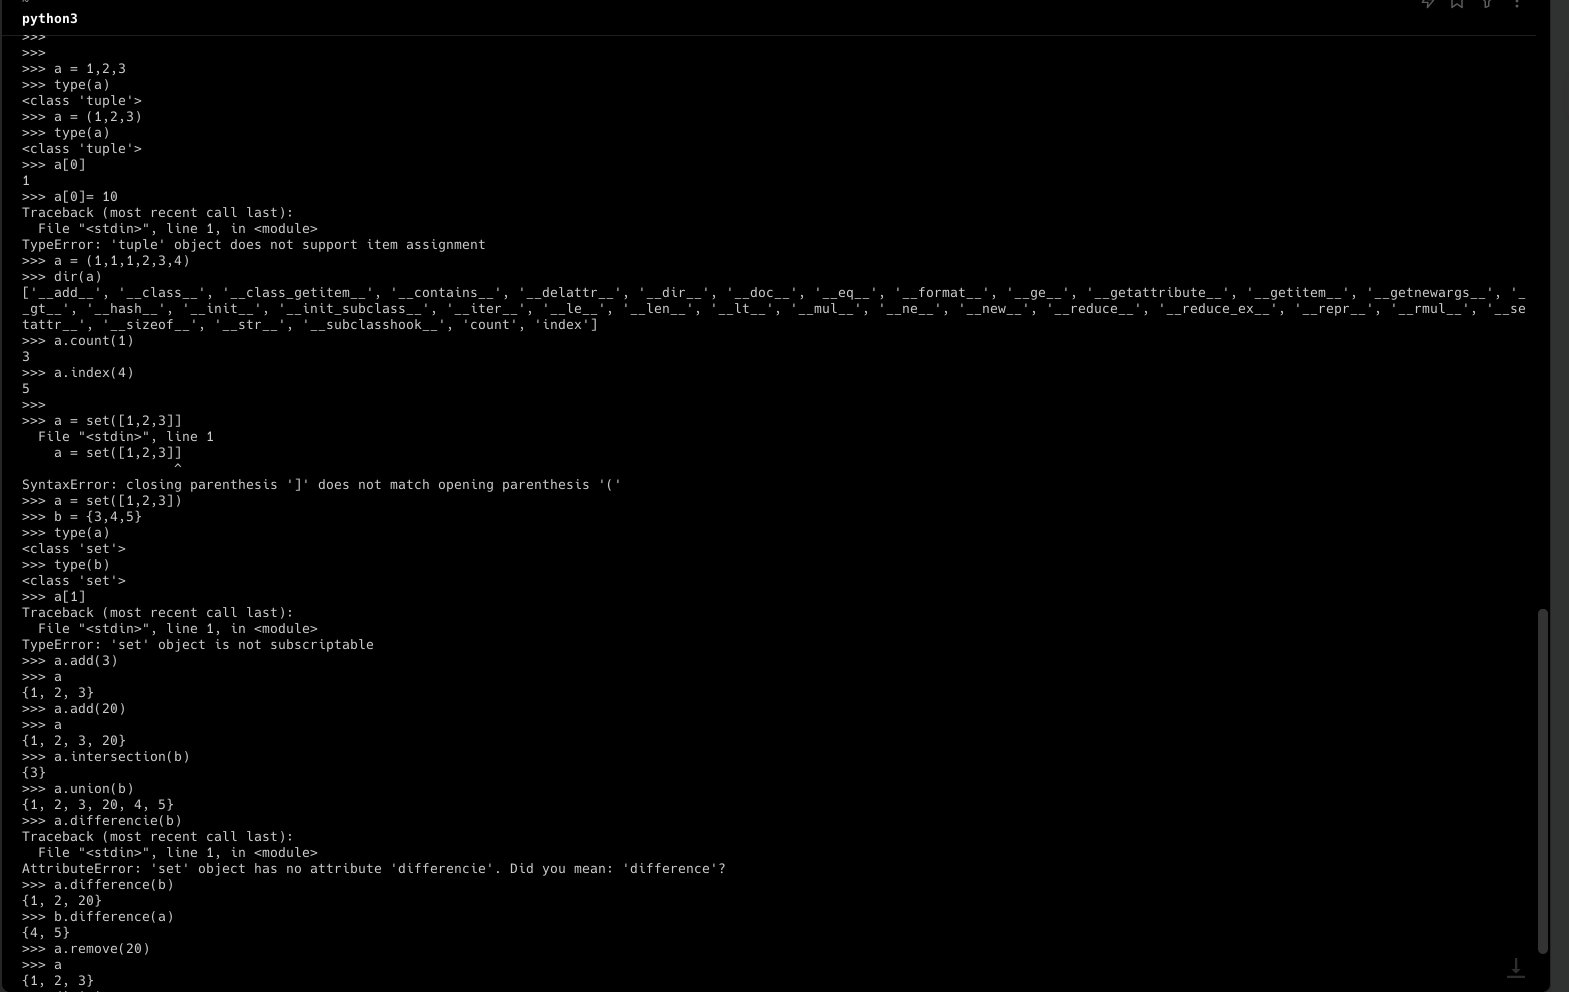 python3
>>>
>>>
>>> a = 1,2,3
>>> type(a)
<class 'tuple'>
>>> a = (1,2,3)
>>> type(a)
<class 'tuple'>
>>> a[0]
1
>>> a[0]= 10
Traceback (most recent call last):
  File "<stdin>", line 1, in <module>
TypeError: 'tuple' object does not support item assignment
>>> a = (1,1,1,2,3,4)
>>> dir(a)
['__add__', '__class__', '__class_getitem__', '__contains__', '__delattr__', '__dir__', '__doc__', '__eq__', '__format__', '__ge__', '__getattribute__', '__getitem__', '__getnewargs__', '_
_gt__', '__hash__', '__init__', '__init_subclass__', '__iter__', '__le__', '__len__', '__lt__', '__mul__', '__ne__', '__new__', '__reduce__', '__reduce_ex__', '__repr__', '__rmul__', '__se
tattr__', '__sizeof__', '__str__', '__subclasshook__', 'count', 'index']
>>> a.count(1)
3
>>> a.index(4)
5
>>>
>>> a = set([1,2,3]]
  File "<stdin>", line 1
    a = set([1,2,3]]
                   ^
SyntaxError: closing parenthesis ']' does not match opening parenthesis '('
>>> a = set([1,2,3])
>>> b = {3,4,5}
>>> type(a)
<class 'set'>
>>> type(b)
<class 'set'>
>>> a[1]
Traceback (most recent call last):
  File "<stdin>", line 1, in <module>
TypeError: 'set' object is not subscriptable
>>> a.add(3)
>>> a
{1, 2, 3}
>>> a.add(20)
>>> a
{1, 2, 3, 20}
>>> a.intersection(b)
{3}
>>> a.union(b)
{1, 2, 3, 20, 4, 5}
>>> a.differencie(b)
Traceback (most recent call last):
  File "<stdin>", line 1, in <module>
AttributeError: 'set' object has no attribute 'differencie'. Did you mean: 'difference'?
>>> a.difference(b)
{1, 2, 20}
>>> b.difference(a)
{4, 5}
>>> a.remove(20)
>>> a
{1, 2, 3}